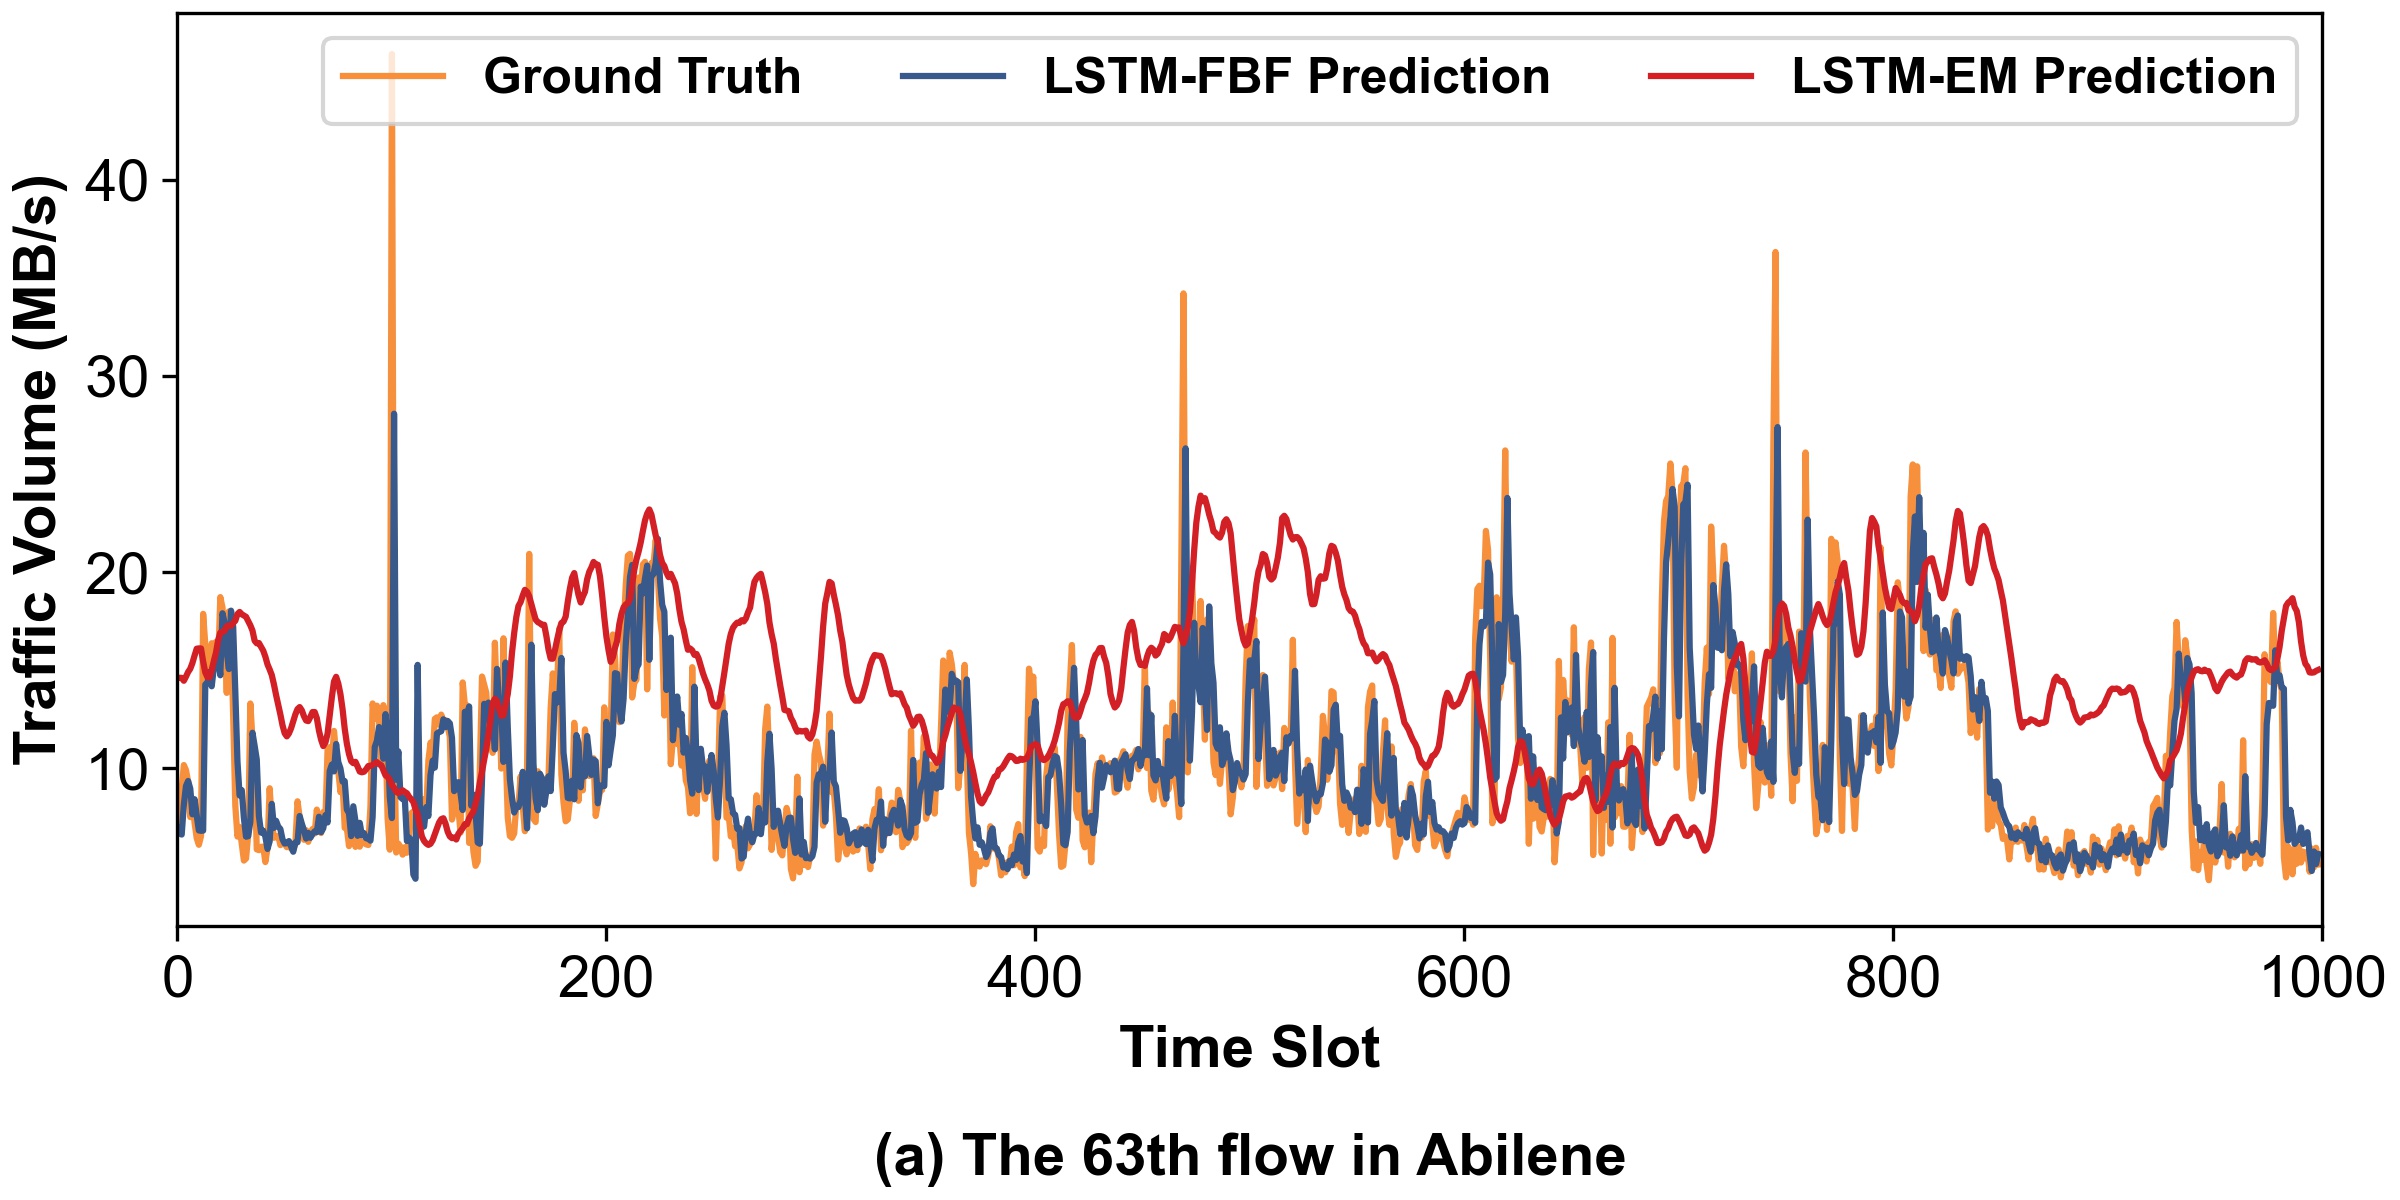 Ground Truth
LSTM-FBF Prediction
LSTM-EM Prediction
Traffic Volume (MB/s)
40
30
20
10
0
200
400
600
800
1000
Time Slot
(a) The 63th flow in Abilene